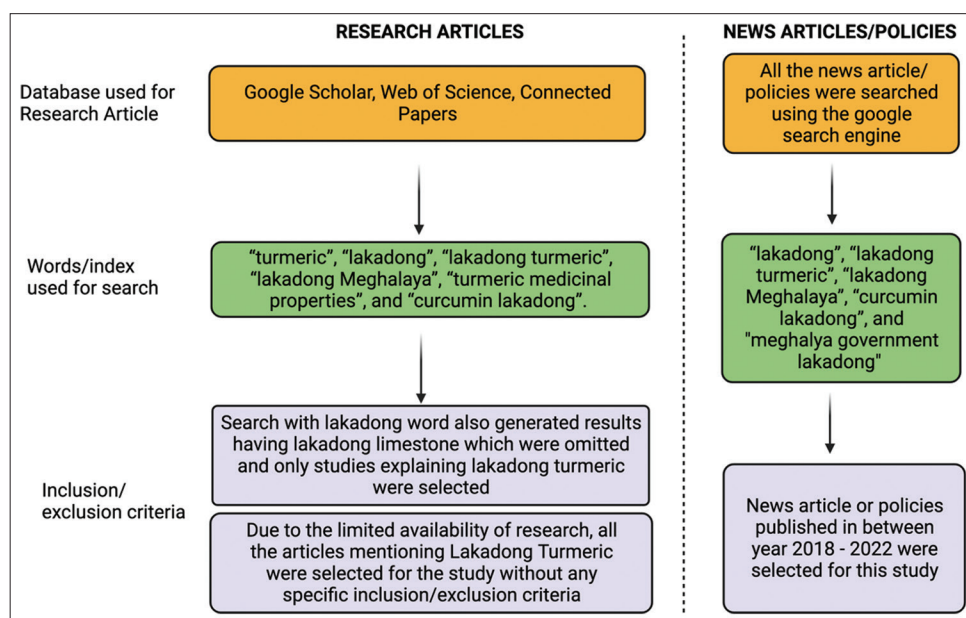 RESEARCH ARTICLES
NEWS ARTICLES/POLICIES
Database used for
Research Article
Google Scholar, Web of Science, Connected
Papers
All the news article/
policies were searched
using the google
search engine
Words/index
used for search
“turmeric”, “lakadong”, “lakadong turmeric”,
“lakadong Meghalaya”, “turmeric medicinal
properties”, and “curcumin lakadong”.
“lakadong”, “lakadong
turmeric”, “lakadong
Meghalaya”, “curcumin
lakadong”, and
"meghalya government
lakadong"
Inclusion/
exclusion criteria
Search with lakadong word also generated results
having lakadong limestone which were omitted
and only studies explaining lakadong turmeric
were selected
Due to the limited availability of research, all
the articles mentioning Lakadong Turmeric
were selected for the study without any
specific inclusion/exclusion criteria
News article or policies
published in between
year 2018 - 2022 were
selected for this study